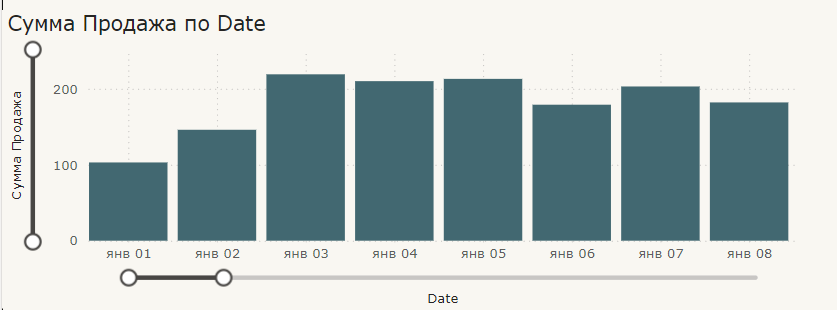 Сумма Продажа по Date
Сумма Продажа
200
100
0
янв 01 янв 02 янв 03 янв 04 янв 05 янв 06 янв 07 янв 08
Date